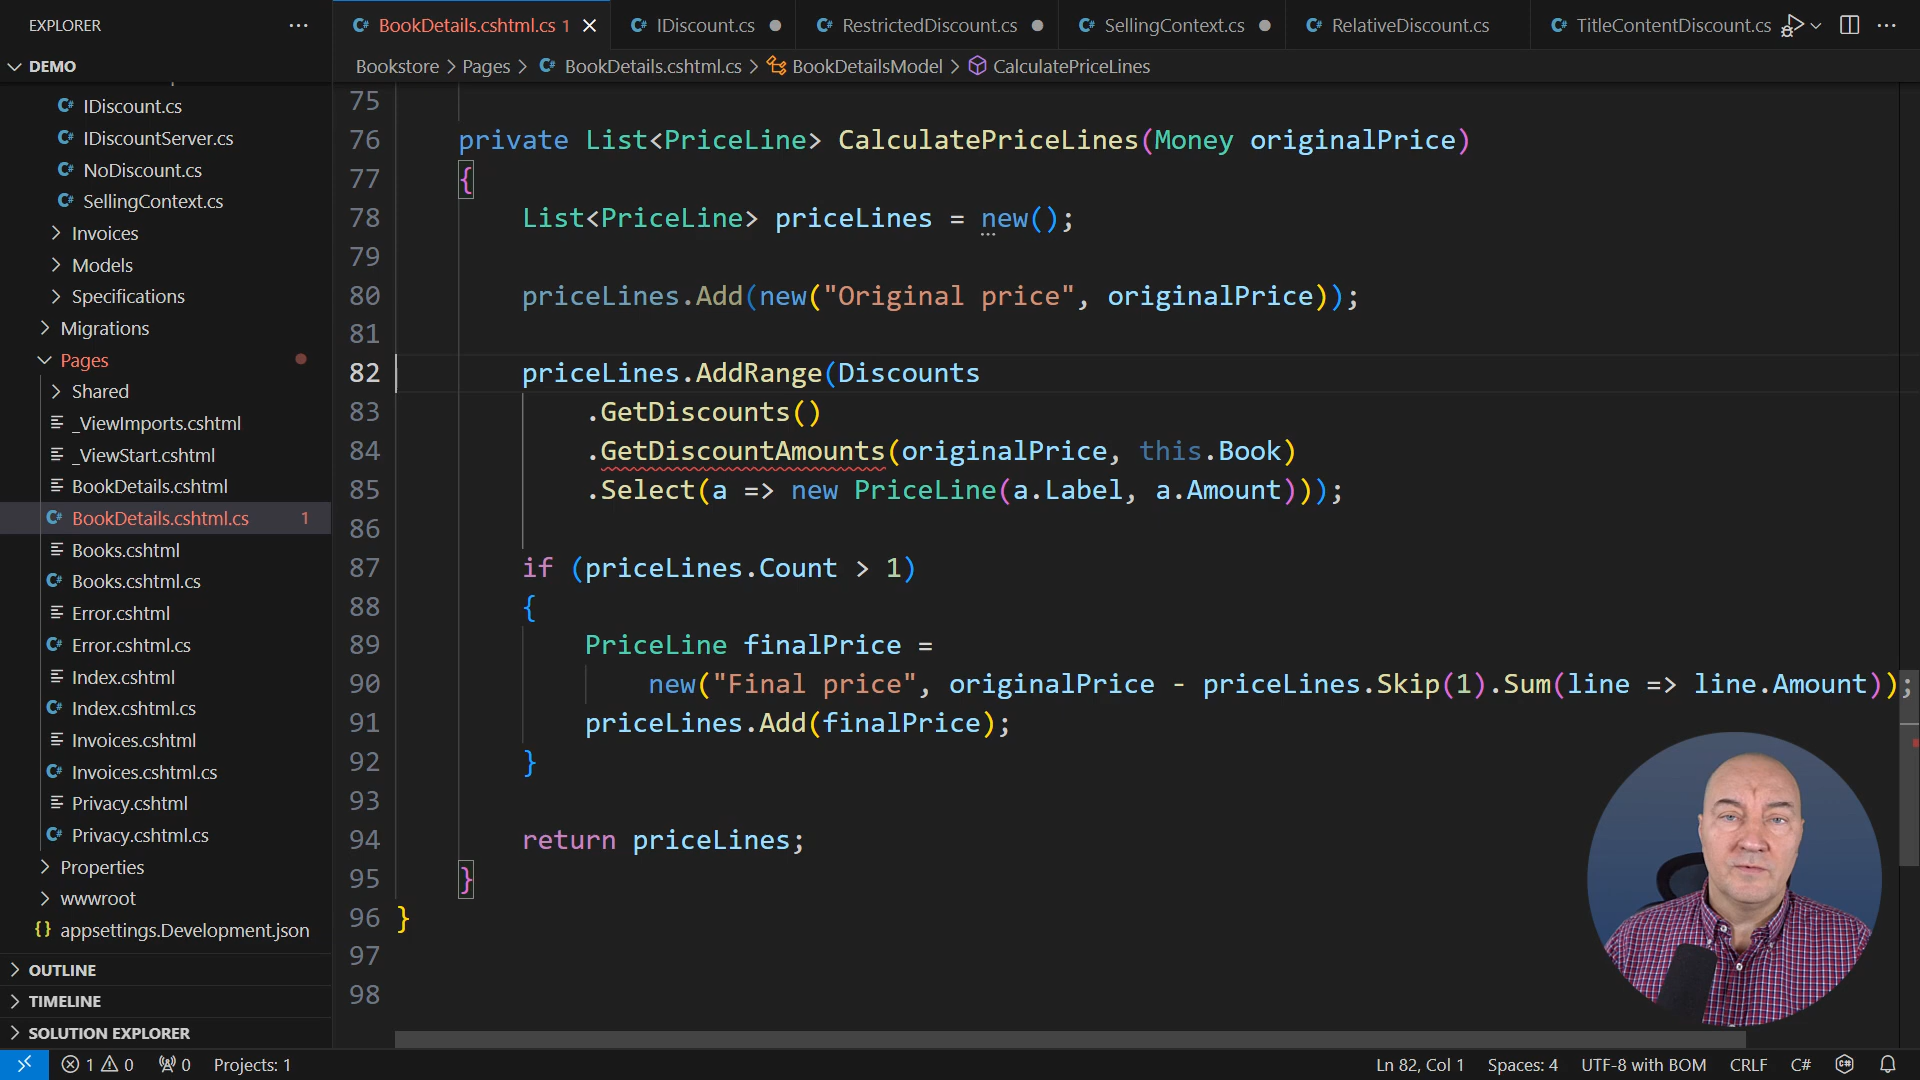 EXPLORER
DEMO
IDiscount.cs
IDiscountServer.cs
NoDiscount.cs
SellingContext.cs
Invoices
Models
Specifications
Migrations
Pages
Shared
_ViewImports.cshtml
_ViewStart.cshtml
BookDetails.cshtml
BookDetails.cshtml.cs 1
Books.cshtml
Books.cshtml.cs
Error.cshtml
Error.cshtml.cs
Index.cshtml
Index.cshtml.cs
Invoices.cshtml
Invoices.cshtml.cs
Privacy.cshtml
Privacy.cshtml.cs
Properties
wwwroot
{} appsettings.Development.json
OUTLINE
TIMELINE
SOLUTION EXPLORER
C# BookDetails.cshtml.cs 1
C# IDiscount.cs
C# RestrictedDiscount.cs
C# SellingContext.cs
C# RelativeDiscount.cs
C# TitleContentDiscount.cs
Bookstore > Pages > C# BookDetails.cshtml.cs > BookDetailsModel > CalculatePriceLines
75
76 private List<PriceLine> CalculatePriceLines(Money originalPrice)
77 {
78 List<PriceLine> priceLines = new();
79
80 priceLines.Add(new("Original price", originalPrice));
81
82 priceLines.AddRange(Discounts
83 .GetDiscounts()
84 .GetDiscountAmounts(originalPrice, this.Book)
85 .Select(a => new PriceLine(a.Label, a.Amount)));
86
87 if (priceLines.Count > 1)
88 {
89 PriceLine finalPrice =
90 new("Final price", originalPrice - priceLines.Skip(1).Sum(line => line.Amount));
91 priceLines.Add(finalPrice);
92 }
93
94 return priceLines;
95 }
96 }
97
98
1 0 0 Projects: 1
Ln 82, Col 1 Spaces: 4 UTF-8 with BOM CRLF C#